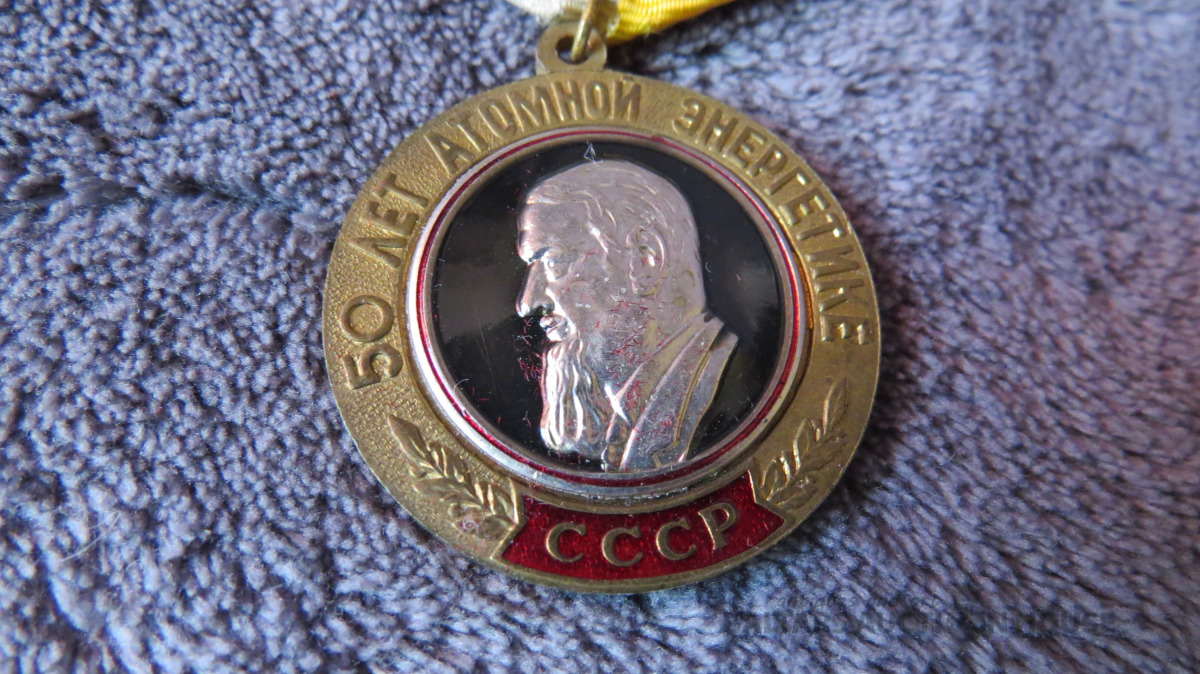 50 ЛЕТ АТОМНОЙ ЭНЕРГЕТИКЕ
СССР